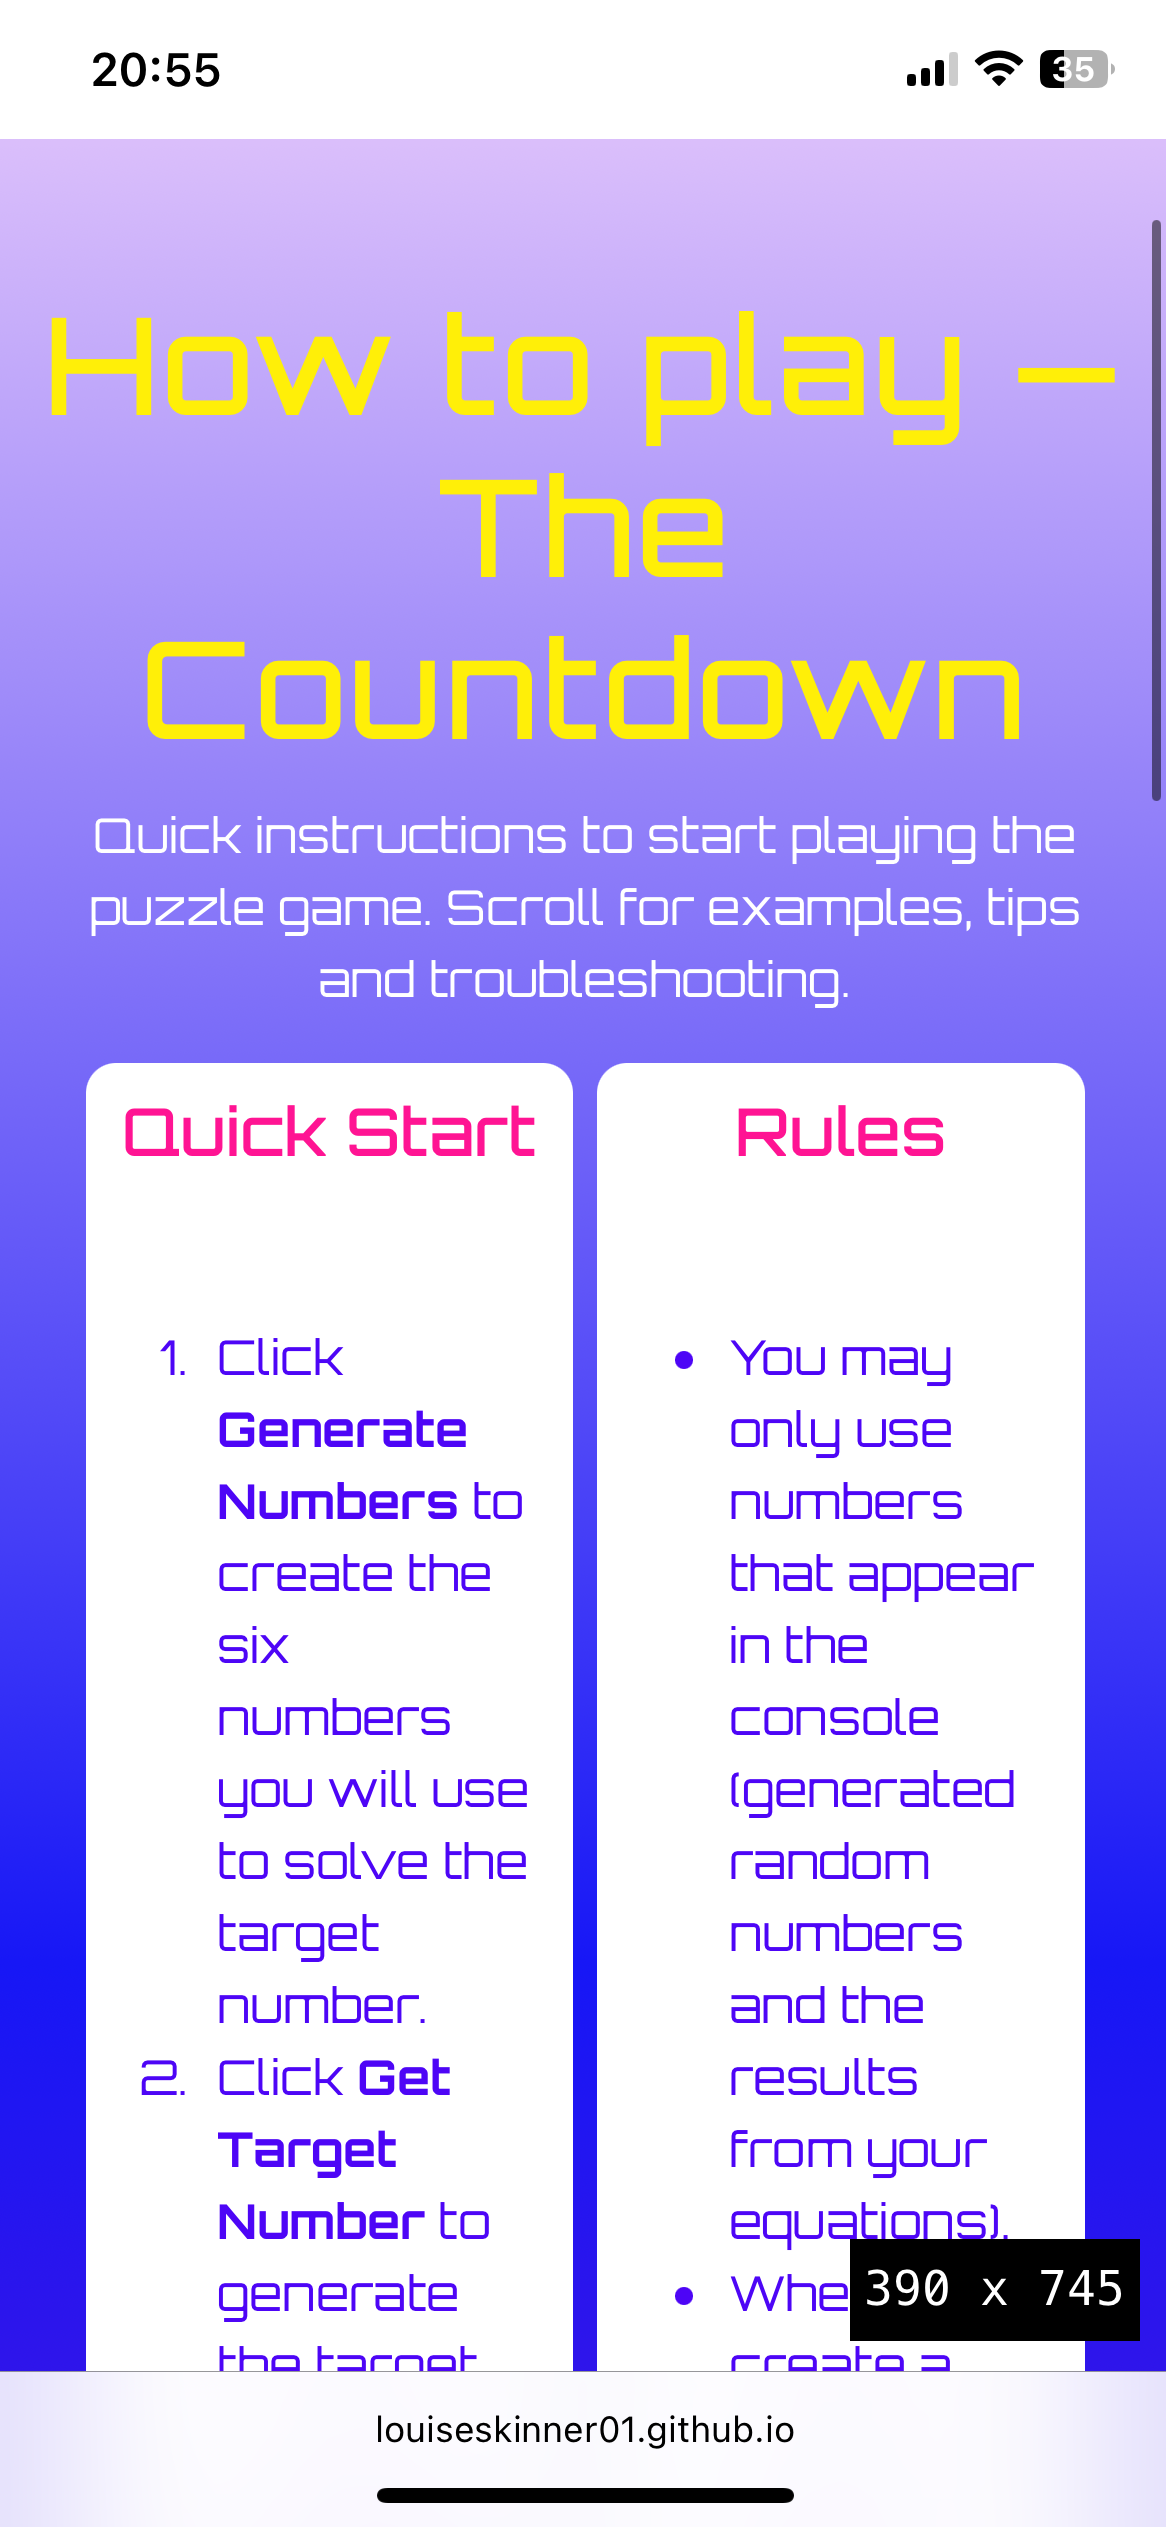 20:55
35
How to play –
The
Countdown
Quick instructions to start playing the
puzzle game. Scroll for examples, tips
and troubleshooting.
Quick Start
1. Click
Generate
Numbers to
create the
six
numbers
you will use
to solve the
target
number.
2. Click Get
Target
Number to
generate
the target
Rules
• You may
only use
numbers
that appear
in the
console
(generated
random
numbers
and the
results
from your
equations).
• Whe
create a
390 x 745
louiseskinner01.github.io